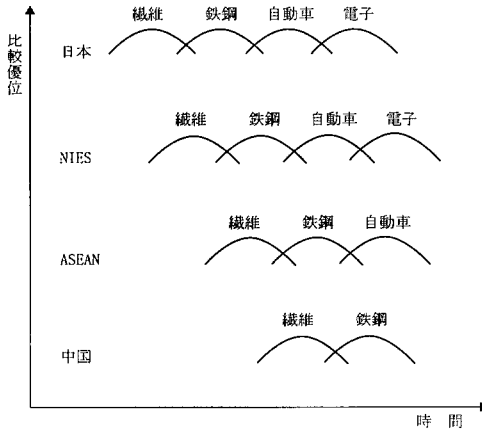 比較優位
繊維 鉄鋼 自動車 電子
日本
繊維 鉄鋼 自動車 電子
NIES
繊維 鉄鋼 自動車
ASEAN
繊維 鉄鋼
中国
時 間